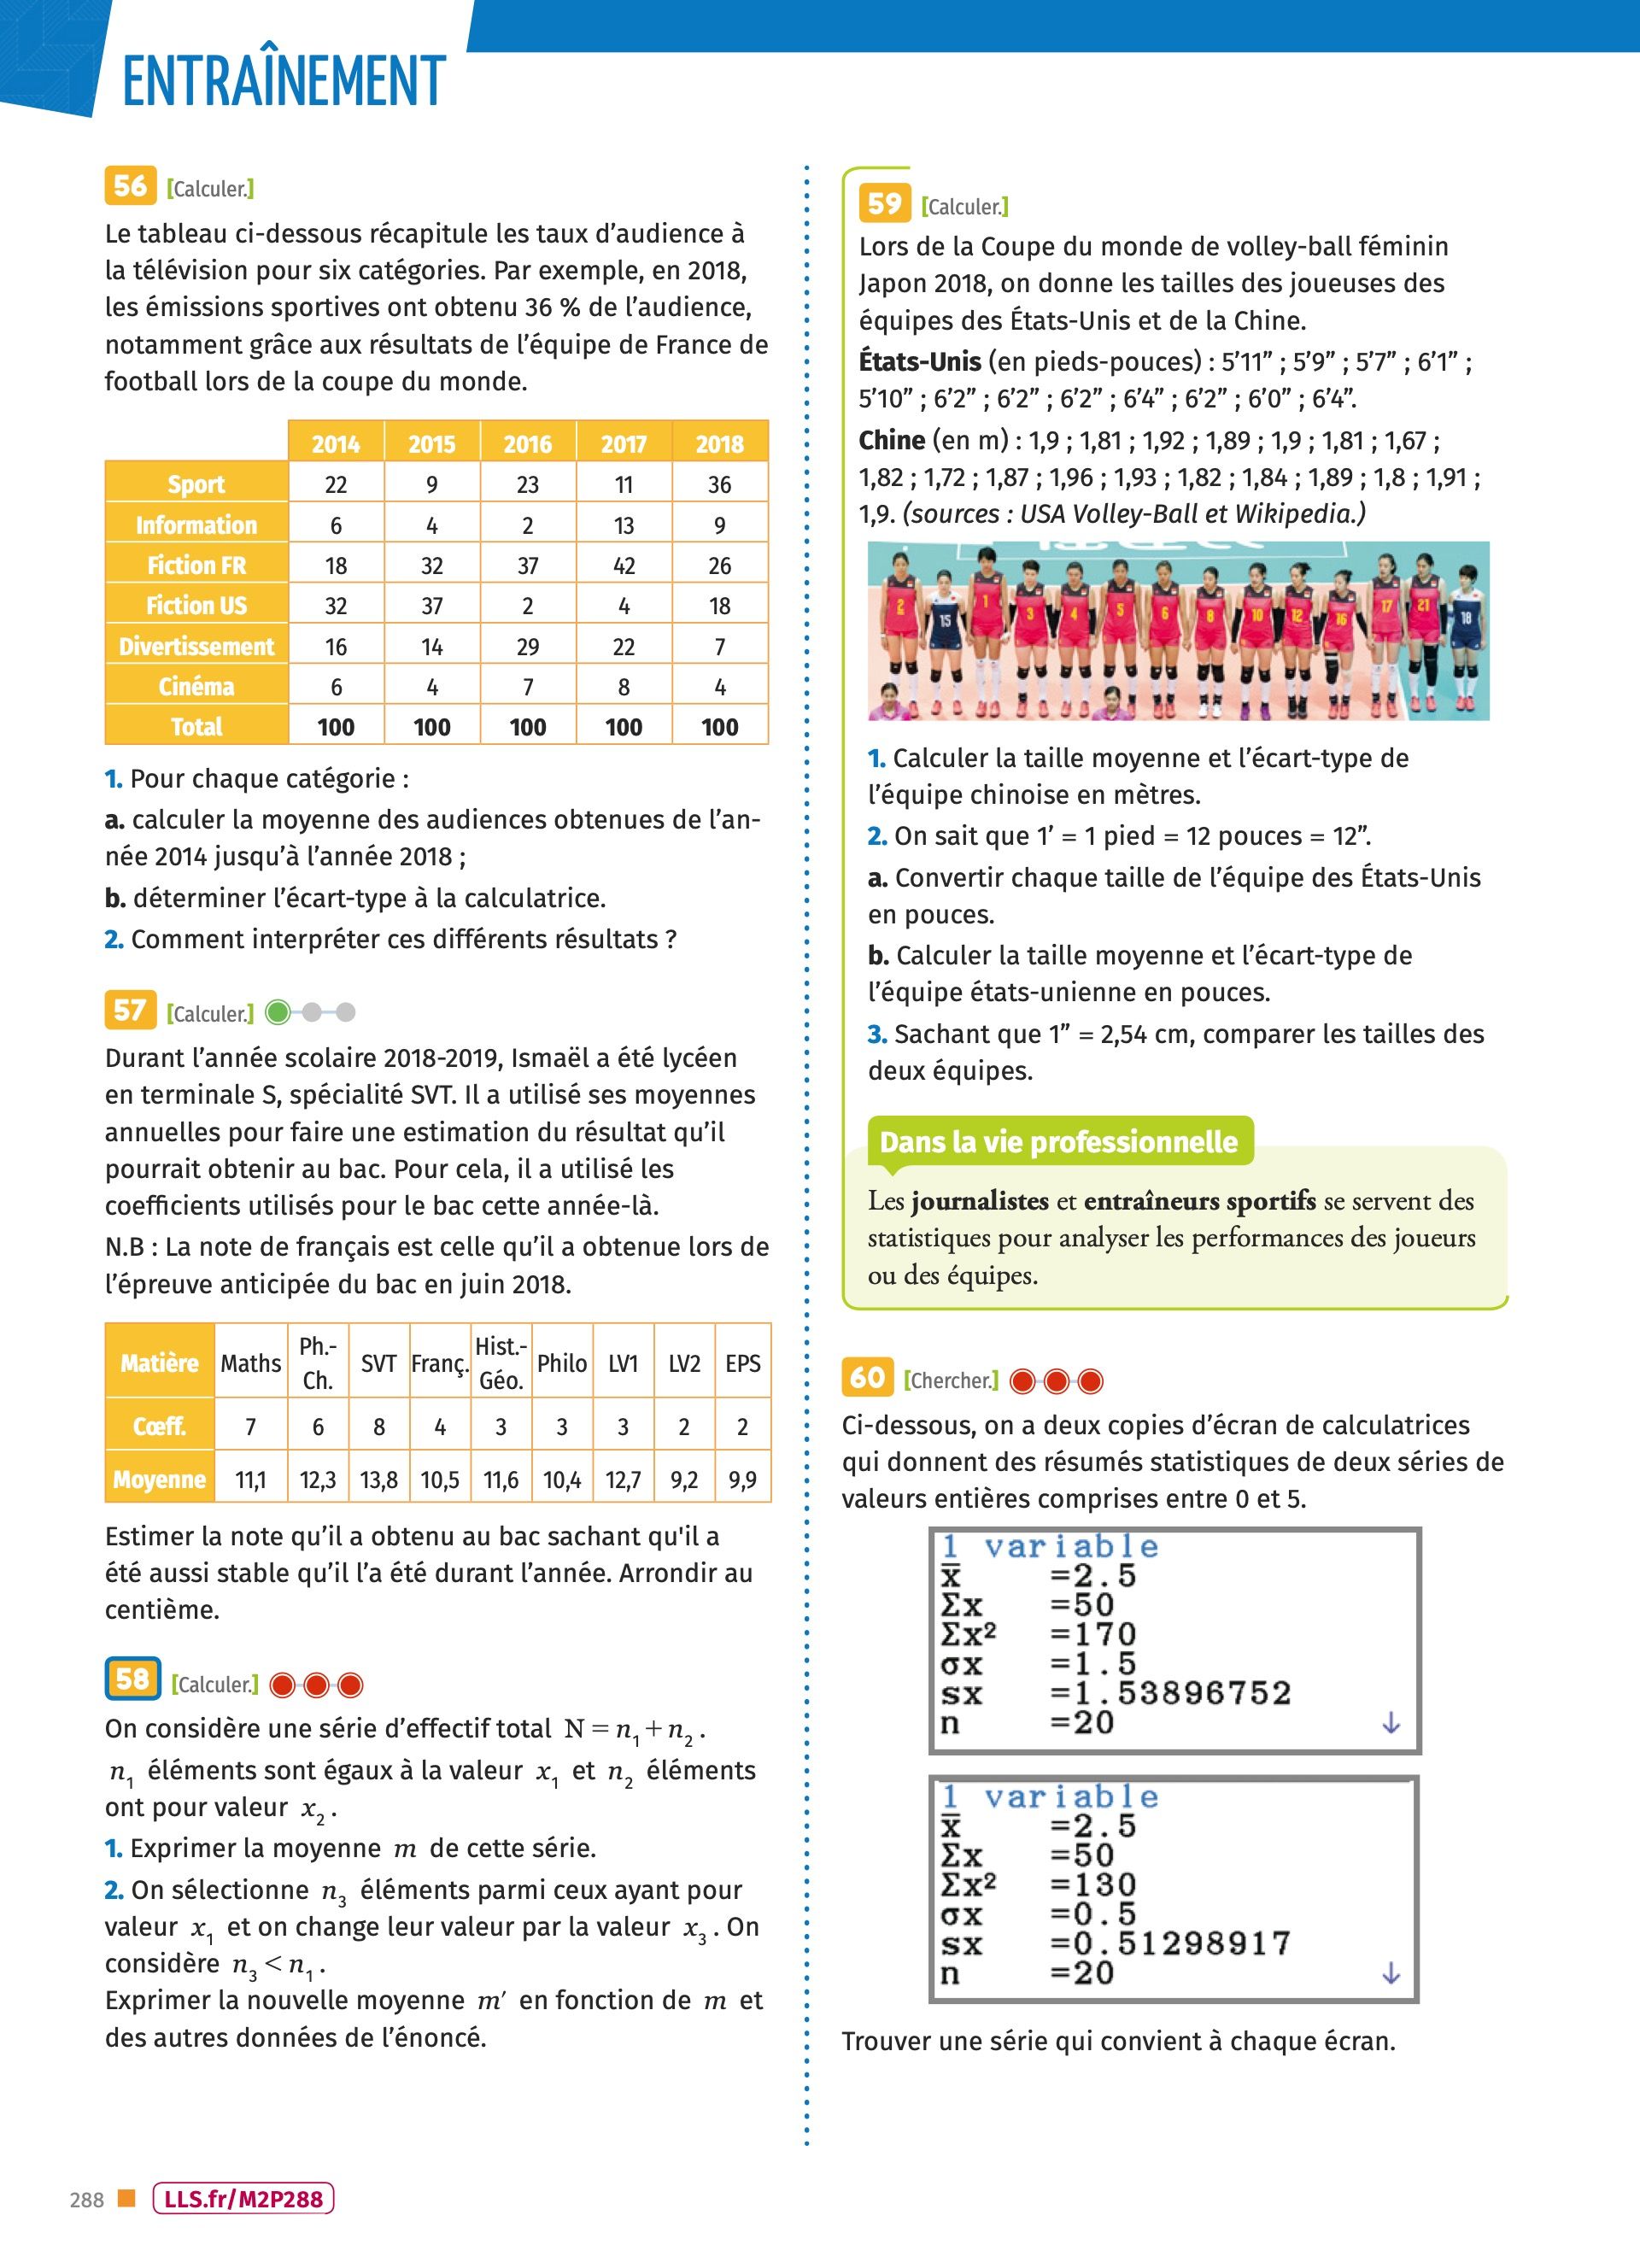 ENTRAÎNEMENT
56 [Calculer.]
Le tableau ci-dessous récapitule les taux d’audience à
la télévision pour six catégories. Par exemple, en 2018,
les émissions sportives ont obtenu 36 % de l’audience,
notamment grâce aux résultats de l’équipe de France de
football lors de la coupe du monde.
2014 2015 2016 2017 2018
Sport 22 9 23 11 36
Information 6 4 2 13 9
Fiction FR 18 32 37 42 26
Fiction US 32 37 2 4 18
Divertissement 16 14 29 22 7
Cinéma 6 4 7 8 4
Total 100 100 100 100 100
1. Pour chaque catégorie :
a. calculer la moyenne des audiences obtenues de l’an-
née 2014 jusqu’à l’année 2018 ;
b. déterminer l’écart-type à la calculatrice.
2. Comment interpréter ces différents résultats ?
57 [Calculer.]
Durant l’année scolaire 2018-2019, Ismaël a été lycéen
en terminale S, spécialité SVT. Il a utilisé ses moyennes
annuelles pour faire une estimation du résultat qu’il
pourrait obtenir au bac. Pour cela, il a utilisé les
coefficients utilisés pour le bac cette année-là.
N.B : La note de français est celle qu’il a obtenue lors de
l’épreuve anticipée du bac en juin 2018.
Matière Maths Ph.-Ch. SVT Franç. Hist.-Géo. Philo LV1 LV2 EPS
Cœff. 7 6 8 4 3 3 3 2 2
Moyenne 11,1 12,3 13,8 10,5 11,6 10,4 12,7 9,2 9,9
Estimer la note qu’il a obtenu au bac sachant qu'il a
été aussi stable qu’il l’a été durant l’année. Arrondir au
centième.
58 [Calculer.]
On considère une série d’effectif total N = n₁ + n₂ .
n₁ éléments sont égaux à la valeur x₁ et n₂ éléments
ont pour valeur x₂ .
1. Exprimer la moyenne m de cette série.
2. On sélectionne n₃ éléments parmi ceux ayant pour
valeur x₁ et on change leur valeur par la valeur x₃ . On
considère n₃ < n₁ .
Exprimer la nouvelle moyenne m′ en fonction de m et
des autres données de l’énoncé.
59 [Calculer.]
Lors de la Coupe du monde de volley-ball féminin
Japon 2018, on donne les tailles des joueuses des
équipes des États-Unis et de la Chine.
États-Unis (en pieds-pouces) : 5’11” ; 5’9” ; 5’7” ; 6’1” ;
5’10” ; 6’2” ; 6’2” ; 6’2” ; 6’4” ; 6’2” ; 6’0” ; 6’4”.
Chine (en m) : 1,9 ; 1,81 ; 1,92 ; 1,89 ; 1,9 ; 1,81 ; 1,67 ;
1,82 ; 1,72 ; 1,87 ; 1,96 ; 1,93 ; 1,82 ; 1,84 ; 1,89 ; 1,8 ; 1,91 ;
1,9. (sources : USA Volley-Ball et Wikipedia.)
2 15 1 3 4 5 6 8 10 12 16 17 21 18
1. Calculer la taille moyenne et l’écart-type de
l’équipe chinoise en mètres.
2. On sait que 1’ = 1 pied = 12 pouces = 12”.
a. Convertir chaque taille de l’équipe des États-Unis
en pouces.
b. Calculer la taille moyenne et l’écart-type de
l’équipe états-unienne en pouces.
3. Sachant que 1” = 2,54 cm, comparer les tailles des
deux équipes.
Dans la vie professionnelle
Les journalistes et entraîneurs sportifs se servent des
statistiques pour analyser les performances des joueurs
ou des équipes.
60 [Chercher.]
Ci-dessous, on a deux copies d’écran de calculatrices
qui donnent des résumés statistiques de deux séries de
valeurs entières comprises entre 0 et 5.
1 variable
x̄ =2.5
Σx =50
Σx² =170
σx =1.5
sx =1.53896752
n =20 ↓
1 variable
x̄ =2.5
Σx =50
Σx² =130
σx =0.5
sx =0.51298917
n =20 ↓
Trouver une série qui convient à chaque écran.
288 LLS.fr/M2P288